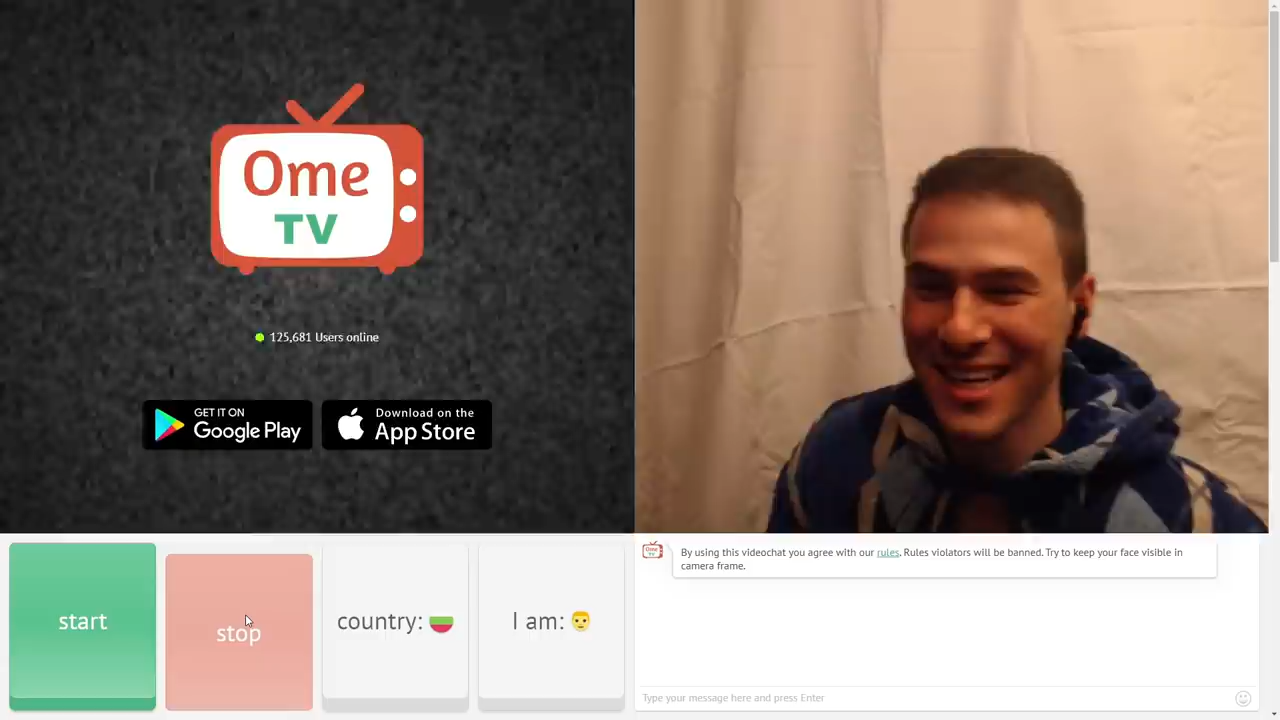 Ome
TV
125,681 Users online
GET IT ON
Google Play
Download on the
App Store
start
stop
country:
I am:
Ome
TV
By using this videochat you agree with our rules. Rules violators will be banned. Try to keep your face visible in
camera frame.
Type your message here and press Enter